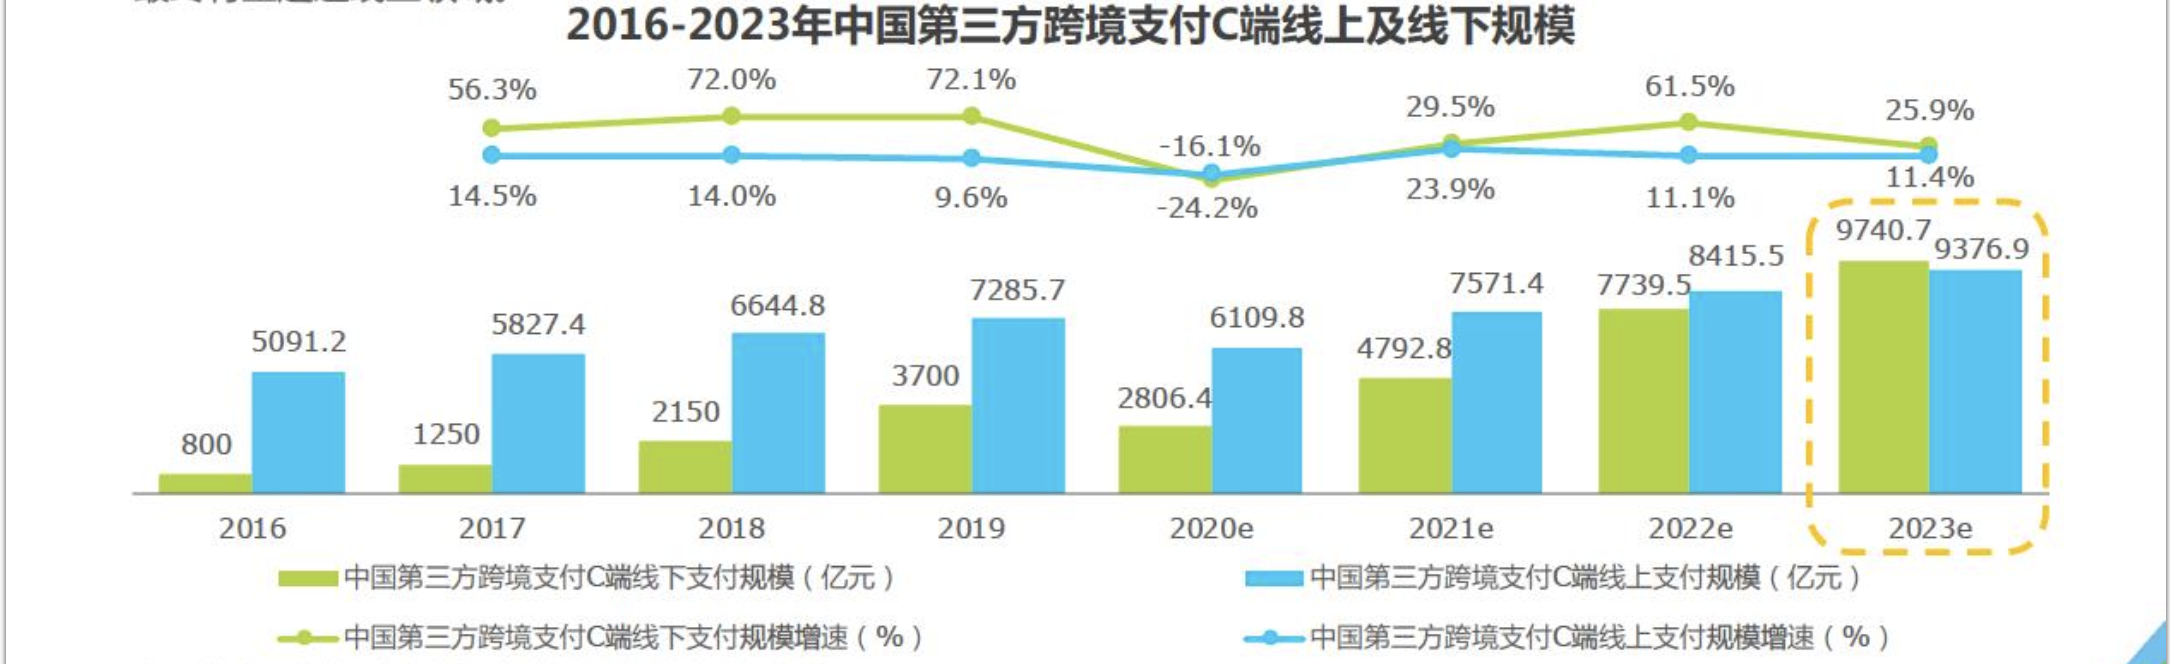 2016-2023年中国第三方跨境支付C端线上及线下规模
56.3% 72.0% 72.1% -16.1% 29.5% 61.5% 25.9%
14.5% 14.0% 9.6% -24.2% 23.9% 11.1% 11.4%
800 5091.2 1250 5827.4 2150 6644.8 3700 7285.7 2806.4 6109.8 4792.8 7571.4 7739.5 8415.5 9740.7 9376.9
2016 2017 2018 2019 2020e 2021e 2022e 2023e
中国第三方跨境支付C端线下支付规模（亿元） 中国第三方跨境支付C端线上支付规模（亿元）
中国第三方跨境支付C端线下支付规模增速（%） 中国第三方跨境支付C端线上支付规模增速（%）